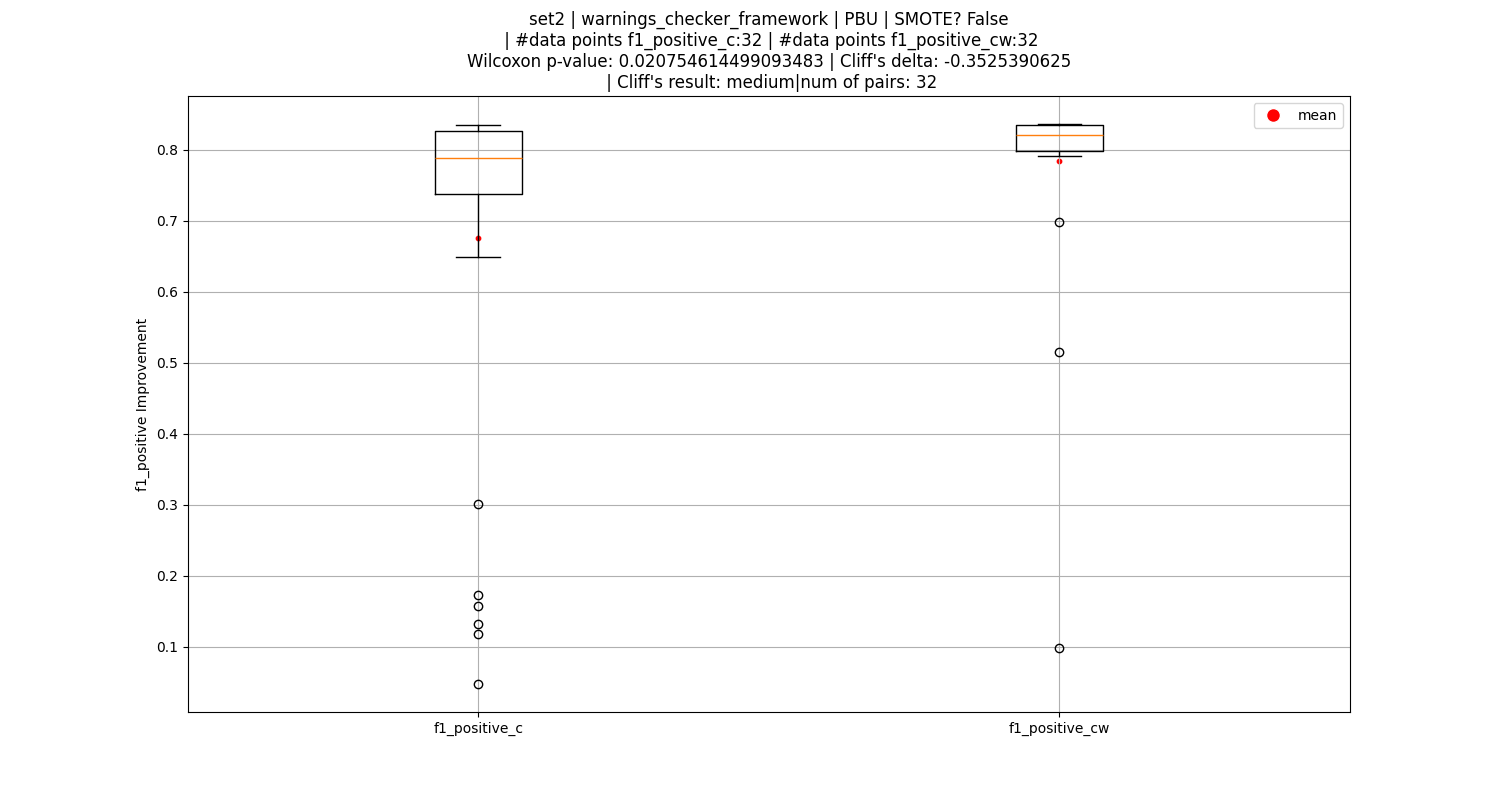 set2 | warnings_checker_framework | PBU | SMOTE? False
| #data points f1_positive_c:32 | #data points f1_positive_cw:32
Wilcoxon p-value: 0.020754614499093483 | Cliff's delta: -0.3525390625
| Cliff's result: medium|num of pairs: 32
mean
0.8
0.7
0.6
0.5
0.4
0.3
0.2
0.1
f1_positive Improvement
f1_positive_c
f1_positive_cw